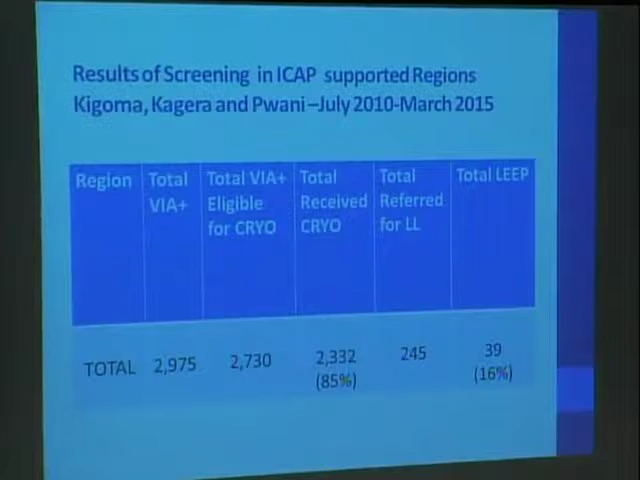 Results of Screening in ICAP supported Regions
Kigoma, Kagera and Pwani –July 2010-March 2015
Region
Total VIA+
Total VIA+ Eligible for CRYO
Total Received CRYO
Total Referred for LL
Total LEEP
TOTAL
2,975
2,730
2,332 (85%)
245
39 (16%)